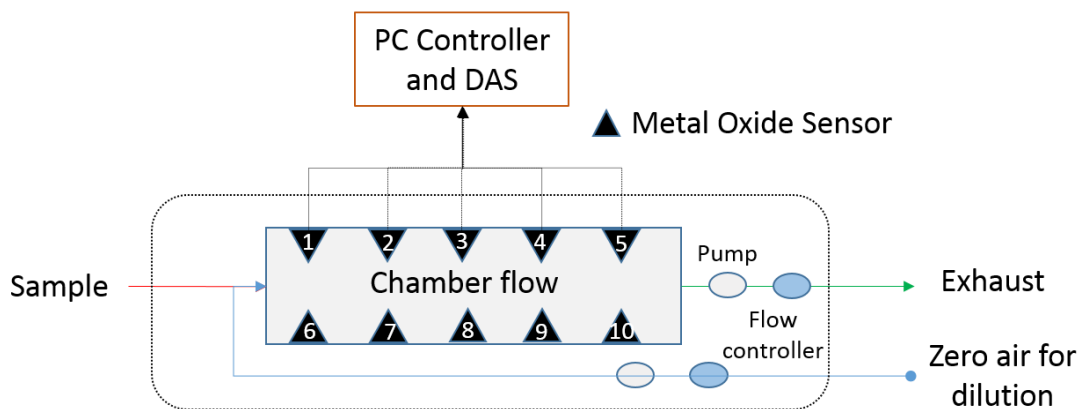 PC Controller
and DAS
Metal Oxide Sensor
1 2 3 4 5
Pump
Sample
Chamber flow
Exhaust
6 7 8 9 10
Flow
controller
Zero air for
dilution